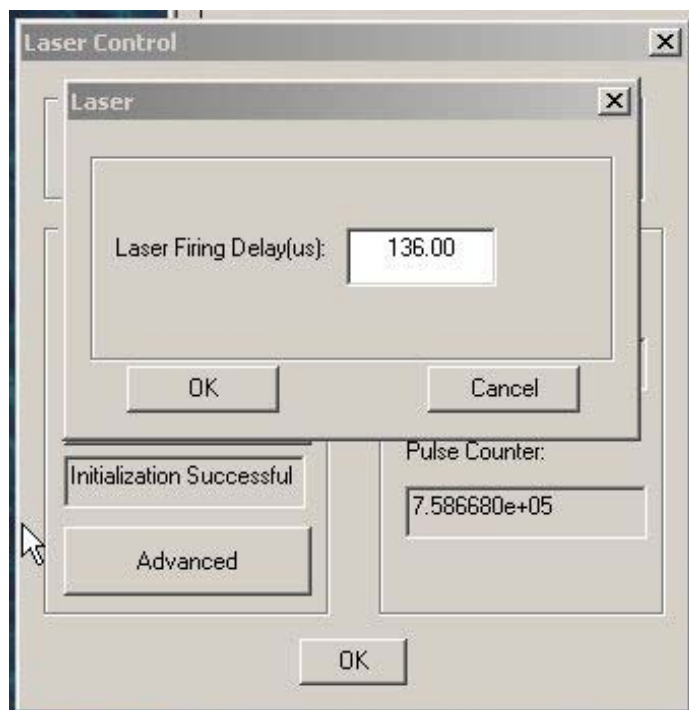 Laser Control
Laser
Laser Firing Delay(us): 136.00
OK Cancel
Pulse Counter:
Initialization Successful
7.586680e+05
Advanced
OK